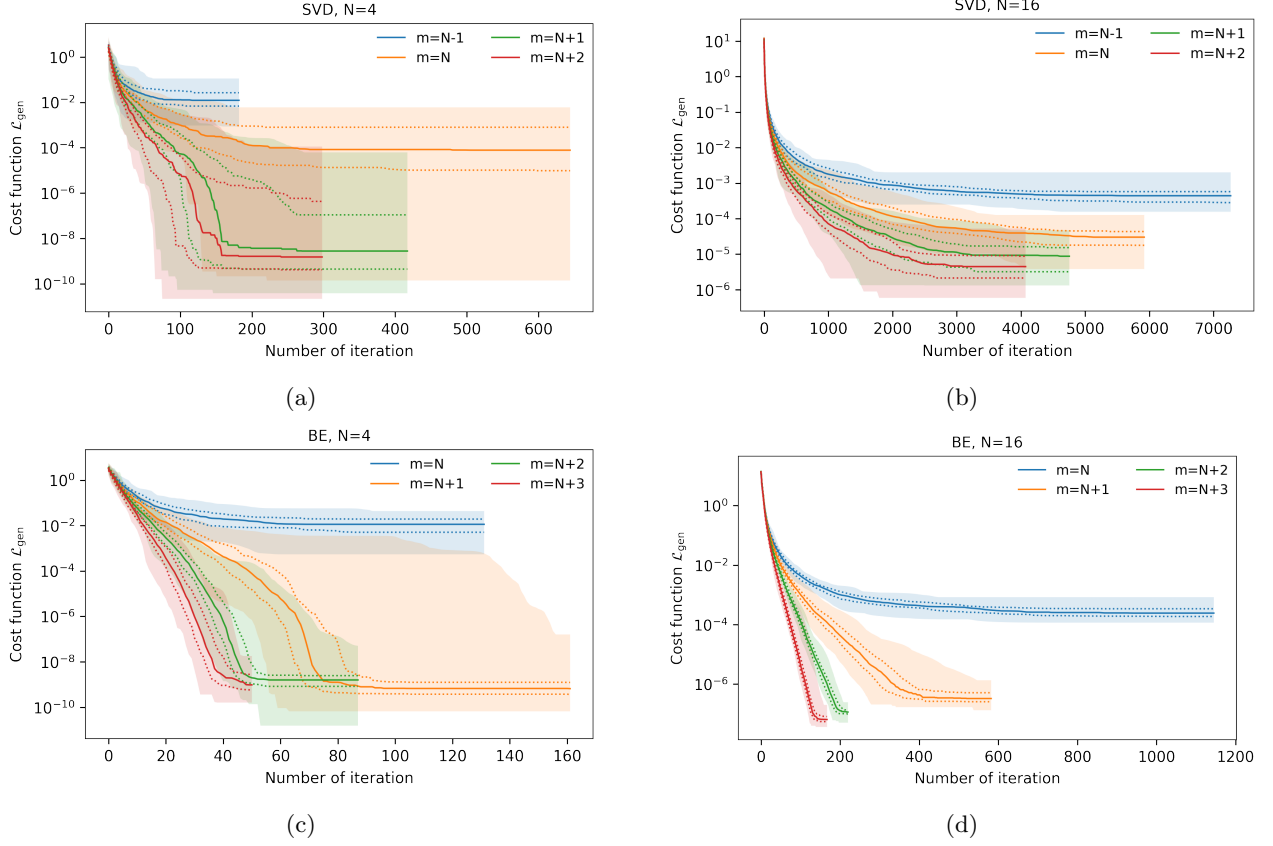 SVD, N=4
Cost function ℒgen
10^0
10^−2
10^−4
10^−6
10^−8
10^−10
m=N-1
m=N
m=N+1
m=N+2
0 100 200 300 400 500 600
Number of iteration
(a)
SVD, N=16
Cost function ℒgen
10^1
10^0
10^−1
10^−2
10^−3
10^−4
10^−5
10^−6
m=N-1
m=N
m=N+1
m=N+2
0 1000 2000 3000 4000 5000 6000 7000
Number of iteration
(b)
BE, N=4
Cost function ℒgen
10^0
10^−2
10^−4
10^−6
10^−8
10^−10
m=N
m=N+1
m=N+2
m=N+3
0 20 40 60 80 100 120 140 160
Number of iteration
(c)
BE, N=16
Cost function ℒgen
10^0
10^−2
10^−4
10^−6
m=N
m=N+1
m=N+2
m=N+3
0 200 400 600 800 1000 1200
Number of iteration
(d)